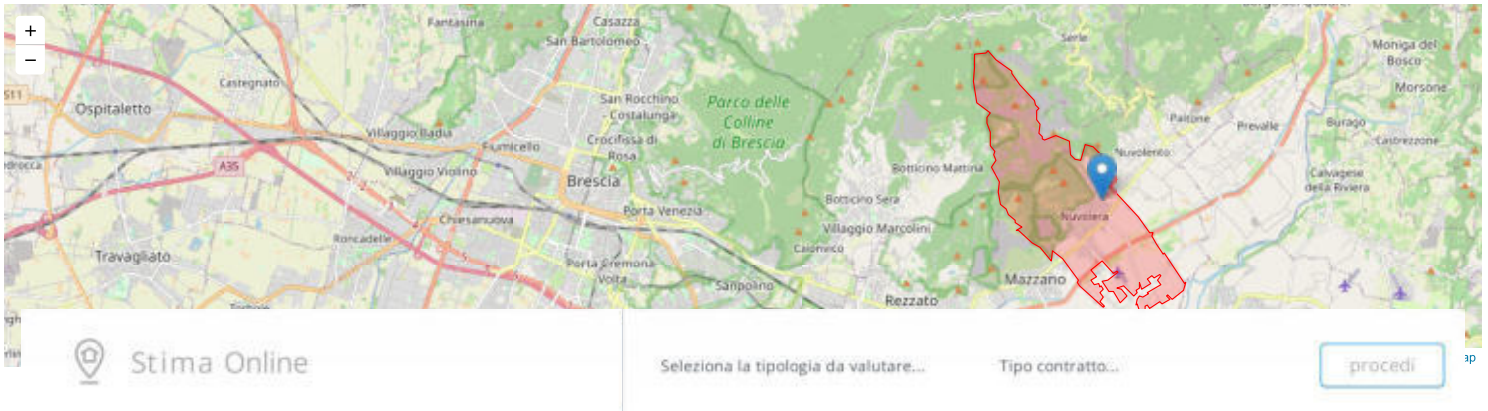 +
−
Fantasina
Casazza
San Bartolomeo
Serle
Moniga del
Bosco
Castegnato
S11
Ospitaletto
San Rocchino
- Costalunga
Parco delle
Colline
di Brescia
Morsone
Villaggio Badia
Crocifissa di
Rosa
Paitone
Prevalle
Burago
Castrezzone
Fiumicello
Nuvolento
A35
Villaggio Violino
Brescia
Botticino Mattina
Calvagese
della Riviera
Botticino Sera
Porta Venezia
Chiesanuova
Nuvolera
Villaggio Marcolini
Roncadelle
Caionvico
Travagliato
Porta Cremona
Volta
Sanpolino
Mazzano
Rezzato
Stima Online
Seleziona la tipologia da valutare...
Tipo contratto...
procedi
ap